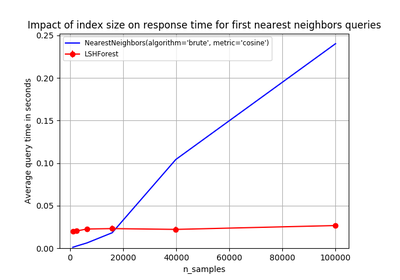 Impact of index size on response time for first nearest neighbors queries
NearestNeighbors(algorithm='brute', metric='cosine')
LSHForest
Average query time in seconds
0.25
0.20
0.15
0.10
0.05
0.00
0 20000 40000 60000 80000 100000
n_samples